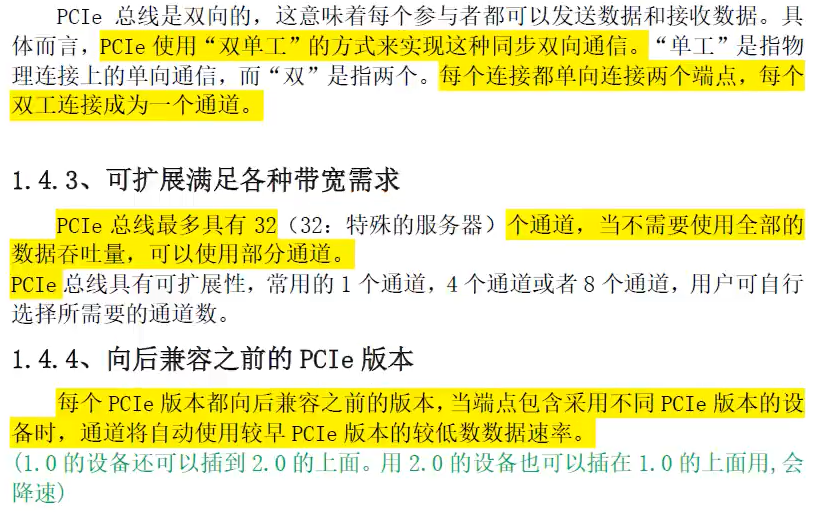 PCIe 总线是双向的，这意味着每个参与者都可以发送数据和接收数据。具
体而言，PCIe 使用“双单工”的方式来实现这种同步双向通信。“单工”是指物
理连接上的单向通信，而“双”是指两个。每个连接都单向连接两个端点，每个
双工连接成为一个通道。
1.4.3、可扩展满足各种带宽需求
PCIe 总线最多具有 32（32：特殊的服务器）个通道，当不需要使用全部的
数据吞吐量，可以使用部分通道。
PCIe 总线具有可扩展性，常用的 1 个通道，4 个通道或者 8 个通道，用户可自行
选择所需要的通道数。
1.4.4、向后兼容之前的 PCIe 版本
每个 PCIe 版本都向后兼容之前的版本，当端点包含采用不同 PCIe 版本的设
备时，通道将自动使用较早 PCIe 版本的较低数数据速率。
(1.0 的设备还可以插到 2.0 的上面。用 2.0 的设备也可以插在 1.0 的上面用,会
降速)